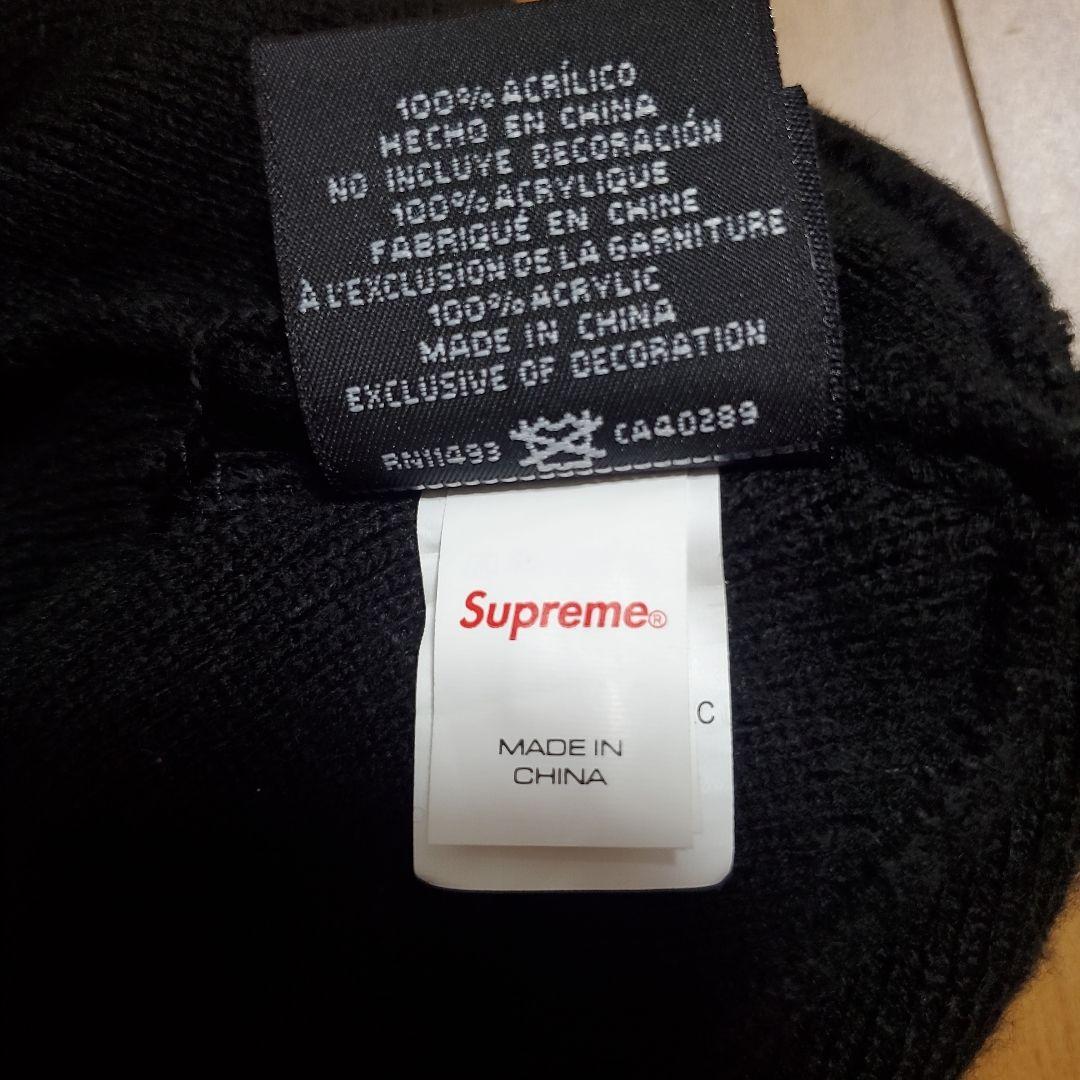 100% ACRÍLICO
HECHO EN CHINA
NO INCLUYE DECORACIÓN
100% ACRYLIQUE
FABRIQUÉ EN CHINE
À L'EXCLUSION DE LA GARNITURE
100% ACRYLIC
MADE IN CHINA
EXCLUSIVE OF DECORATION
RN11493 CA40289
Supreme®
C
MADE IN
CHINA